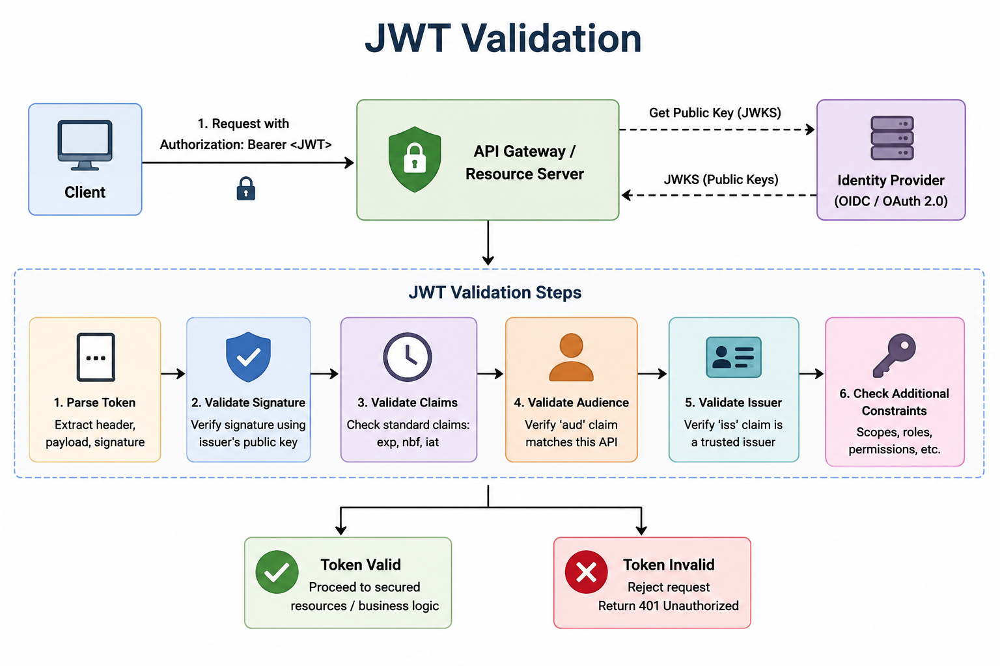 JWT Validation
Client
1. Request with
Authorization: Bearer <JWT>
API Gateway /
Resource Server
Get Public Key (JWKS)
JWKS (Public Keys)
Identity Provider
(OIDC / OAuth 2.0)
JWT Validation Steps
1. Parse Token
Extract header,
payload, signature
2. Validate Signature
Verify signature using
issuer's public key
3. Validate Claims
Check standard claims:
exp, nbf, iat
4. Validate Audience
Verify ‘aud’ claim
matches this API
5. Validate Issuer
Verify ‘iss’ claim is
a trusted issuer
6. Check Additional
Constraints
Scopes, roles,
permissions, etc.
Token Valid
Proceed to secured
resources / business logic
Token Invalid
Reject request
Return 401 Unauthorized